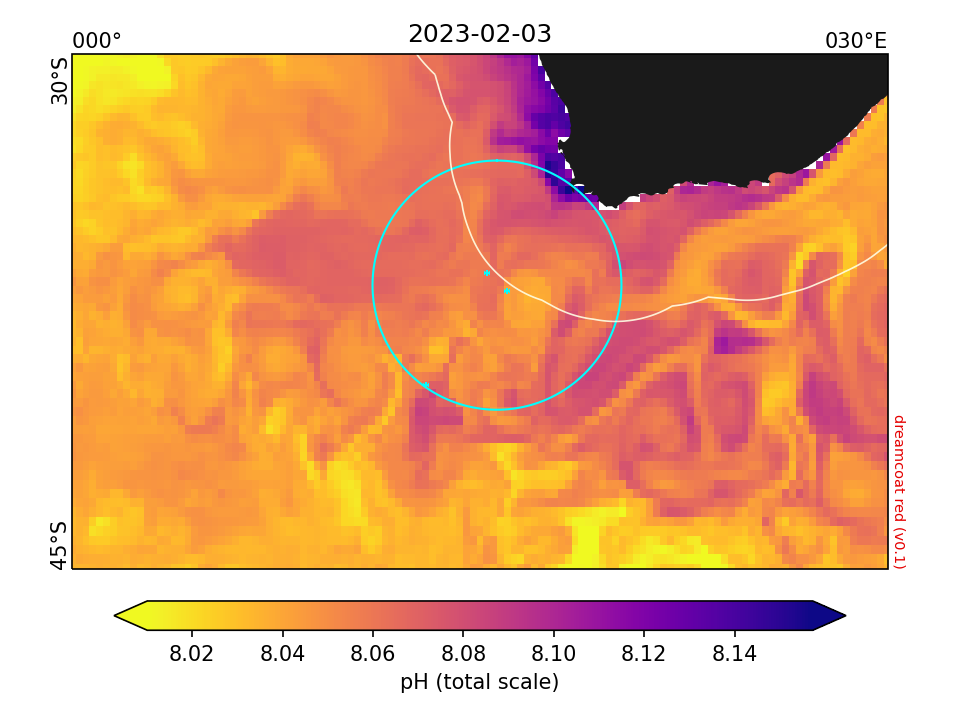 2023-02-03
000°
030°E
30°S
45°S
dreamcoat red (v0.1)
8.02 8.04 8.06 8.08 8.10 8.12 8.14
pH (total scale)